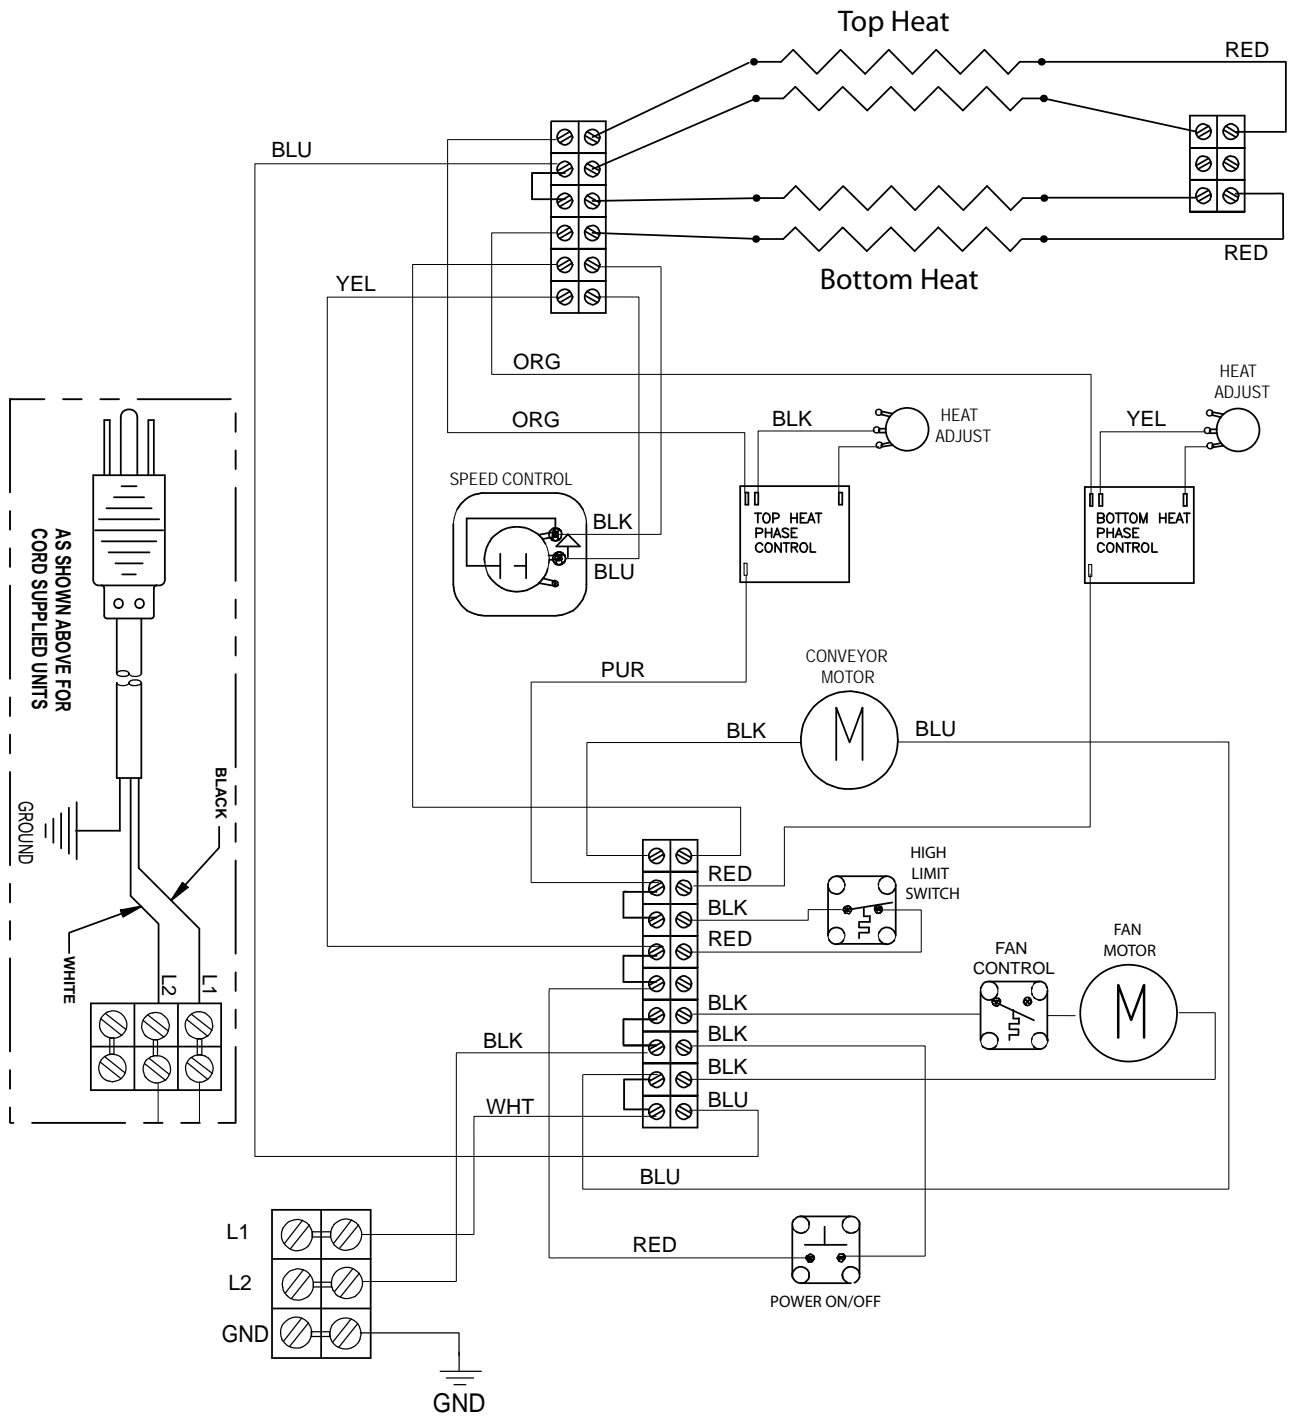 Top Heat
RED
BLU
RED
Bottom Heat
YEL
ORG
HEAT
ADJUST
ORG
BLK
HEAT
ADJUST
YEL
SPEED CONTROL
BLK
BLU
TOP HEAT
PHASE
CONTROL
BOTTOM HEAT
PHASE
CONTROL
AS SHOWN ABOVE FOR
CORD SUPPLIED UNITS
PUR
CONVEYOR
MOTOR
M
BLK
BLU
BLACK
GROUND
WHITE
L2
L1
RED
HIGH
LIMIT
SWITCH
BLK
RED
FAN
CONTROL
FAN
MOTOR
M
BLK
BLK
BLK
BLK
WHT
BLU
BLU
L1
RED
L2
POWER ON/OFF
GND
GND